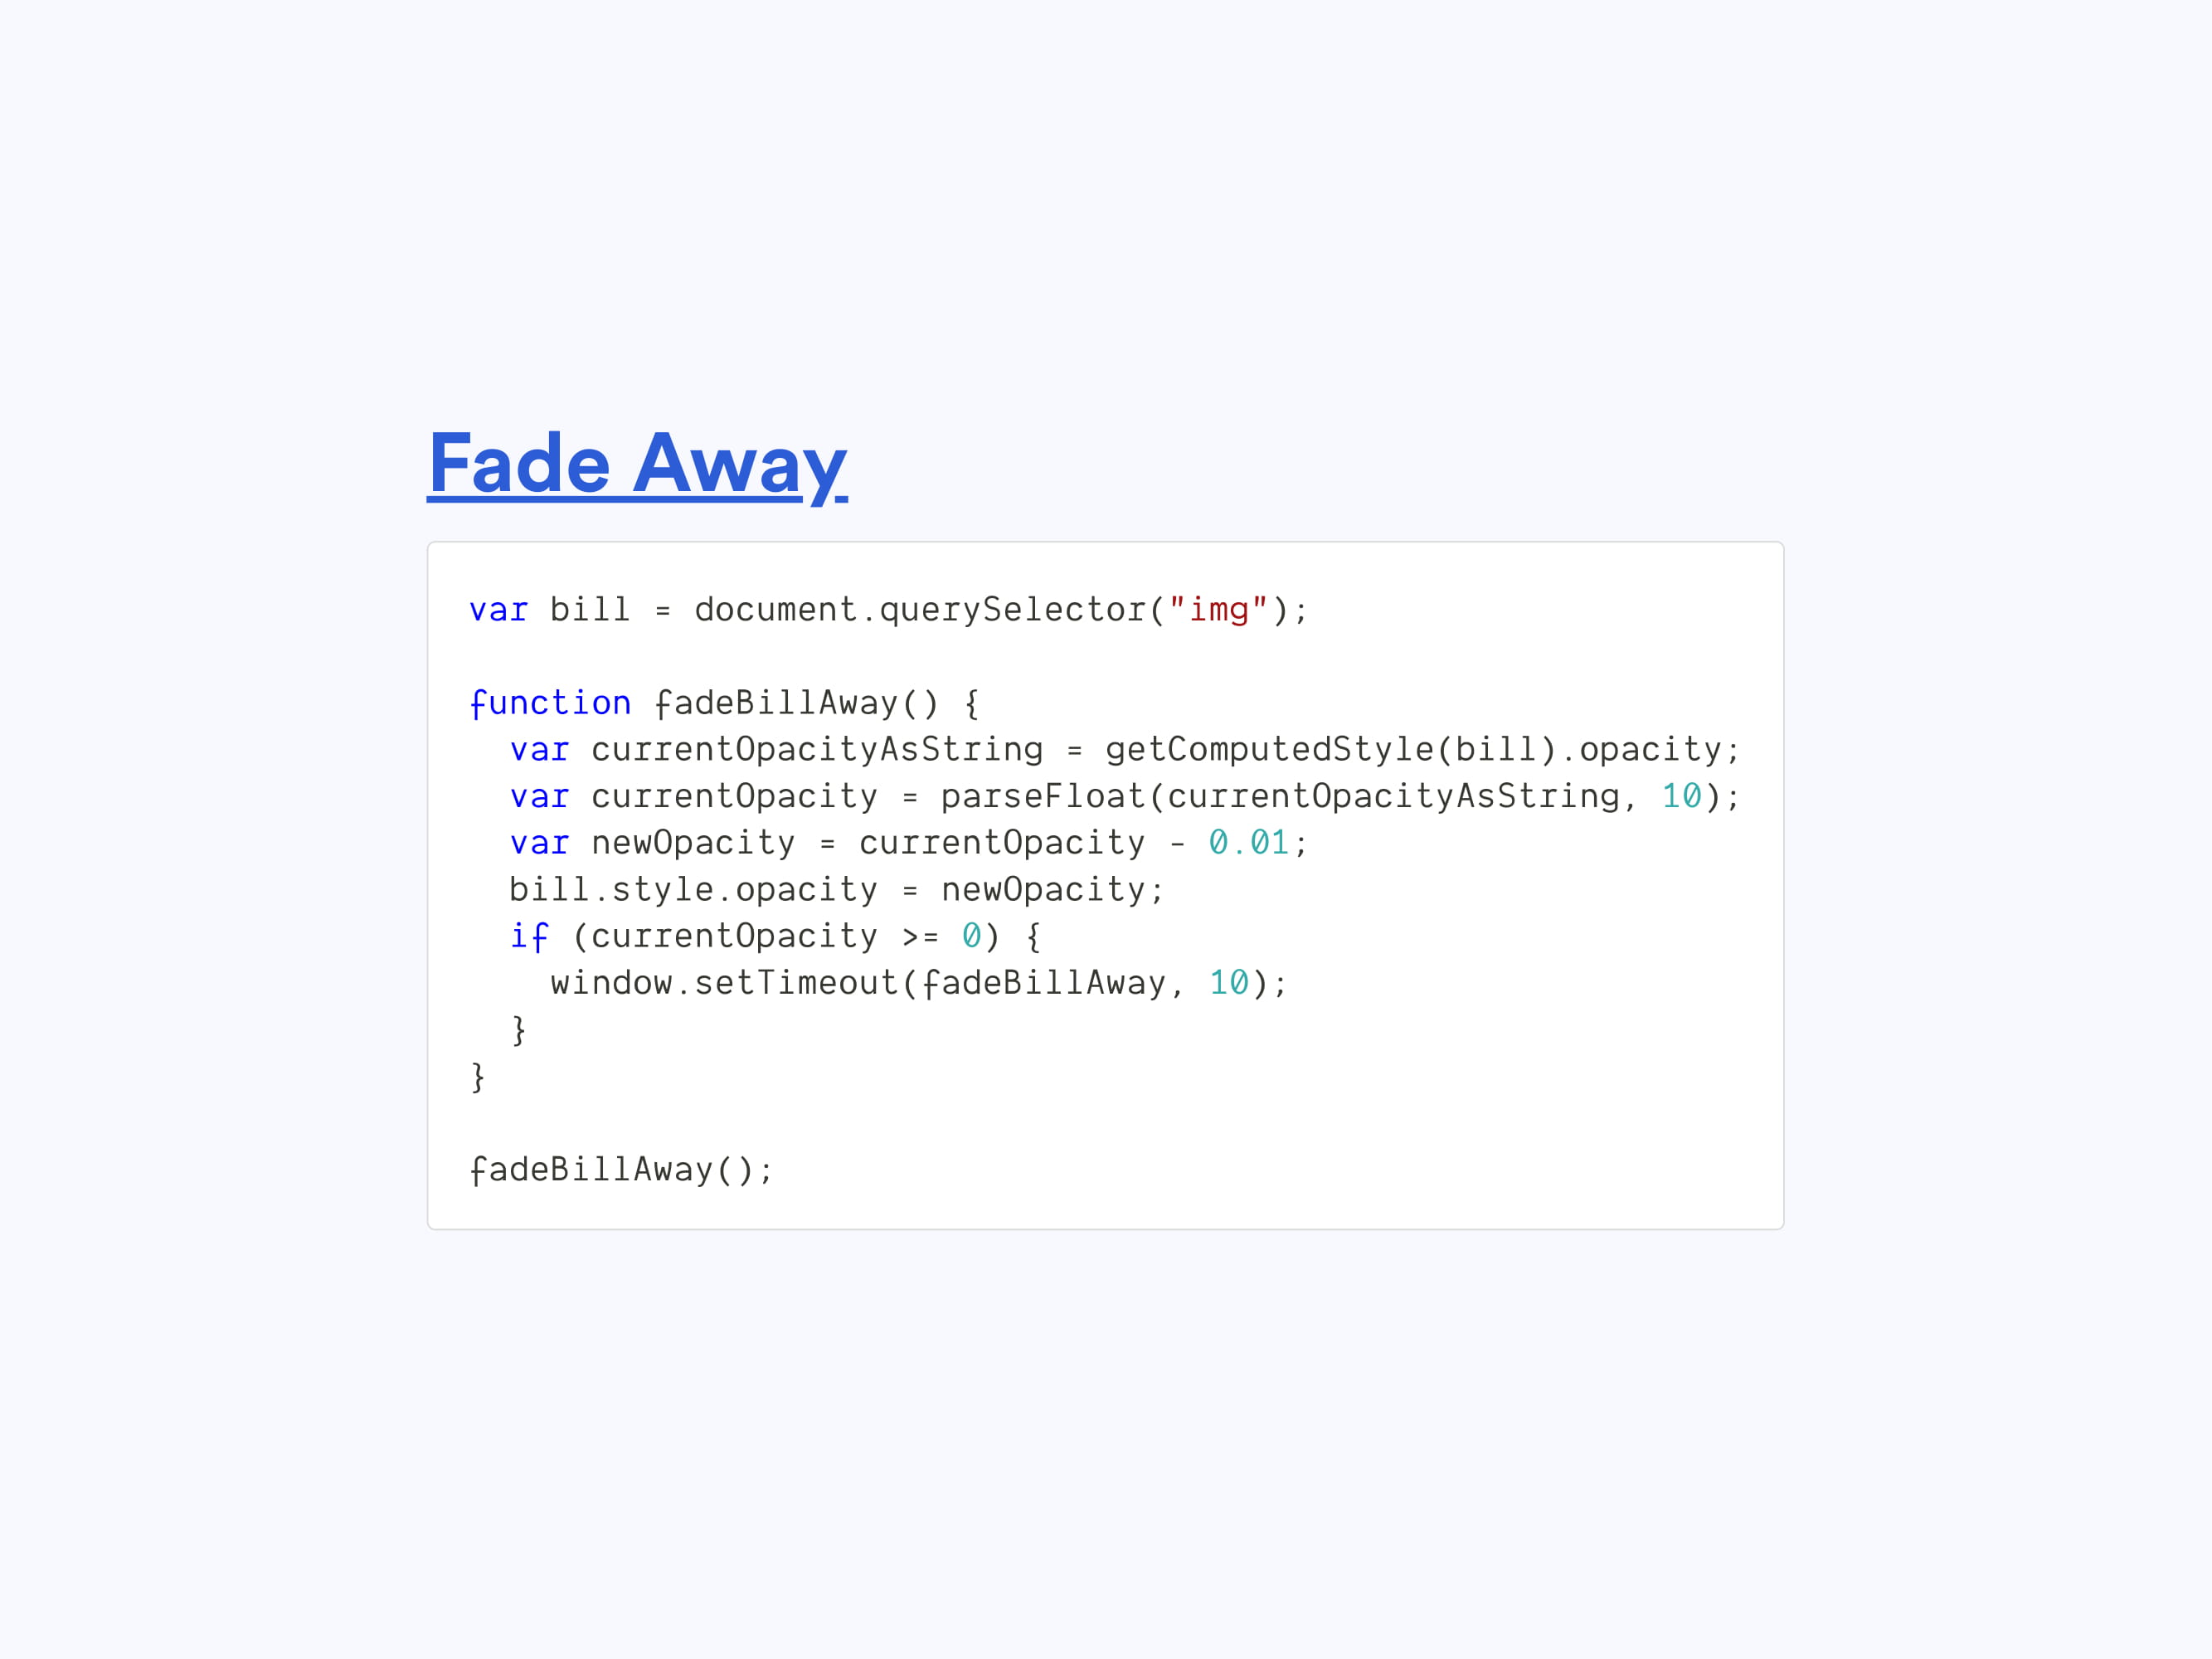 Fade Away
var bill = document.querySelector("img");
function fadeBillAway() {
  var currentOpacityAsString = getComputedStyle(bill).opacity;
  var currentOpacity = parseFloat(currentOpacityAsString, 10);
  var newOpacity = currentOpacity - 0.01;
  bill.style.opacity = newOpacity;
  if (currentOpacity >= 0) {
    window.setTimeout(fadeBillAway, 10);
  }
}
fadeBillAway();